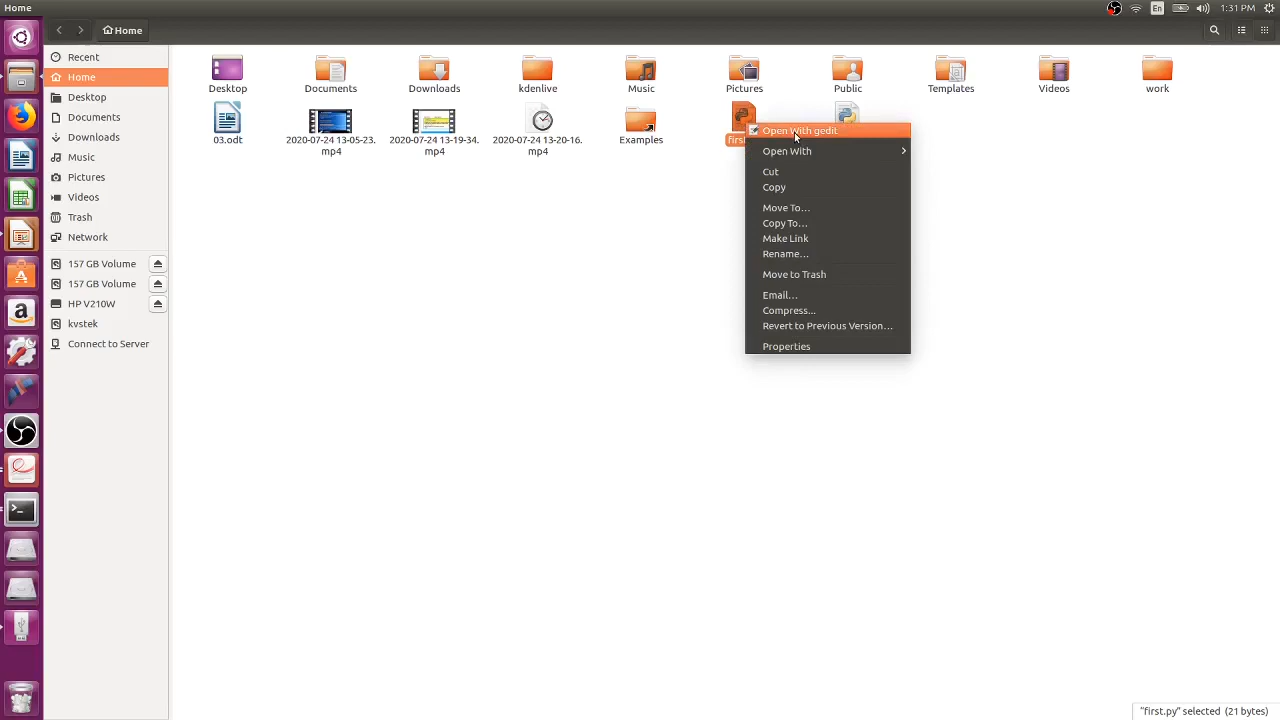 Home
En
1:31 PM
Home
Recent
Home
Desktop
Documents
Downloads
Music
Pictures
Videos
Trash
Network
157 GB Volume
157 GB Volume
HP V210W
kvstek
Connect to Server
Desktop
Documents
Downloads
kdenlive
Music
Pictures
Public
Templates
Videos
work
03.odt
2020-07-24 13-05-23.
mp4
2020-07-24 13-19-34.
mp4
2020-07-24 13-20-16.
mp4
Examples
Open With gedit
Open With
Cut
Copy
Move To…
Copy To…
Make Link
Rename…
Move to Trash
Email…
Compress...
Revert to Previous Version…
Properties
"first.py" selected (21 bytes)